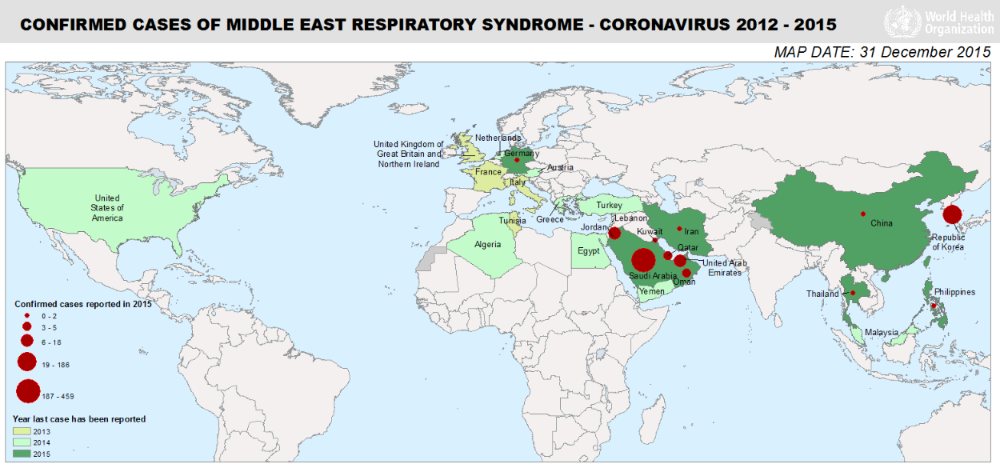 CONFIRMED CASES OF MIDDLE EAST RESPIRATORY SYNDROME - CORONAVIRUS 2012 - 2015
World Health
Organization
MAP DATE: 31 December 2015
United Kingdom of
Great Britain and
Northern Ireland
Netherlands
Germany
Austria
France
Italy
United
States of
America
Turkey
Greece
Tunisia
Lebanon
Jordan
Kuwait
Iran
China
Algeria
Egypt
Qatar
Republic
of Korea
United Arab
Emirates
Saudi Arabia
Oman
Yemen
Thailand
Philippines
Malaysia
Confirmed cases reported in 2015
0 - 2
3 - 5
6 - 18
19 - 186
187 - 459
Year last case has been reported
2013
2014
2015